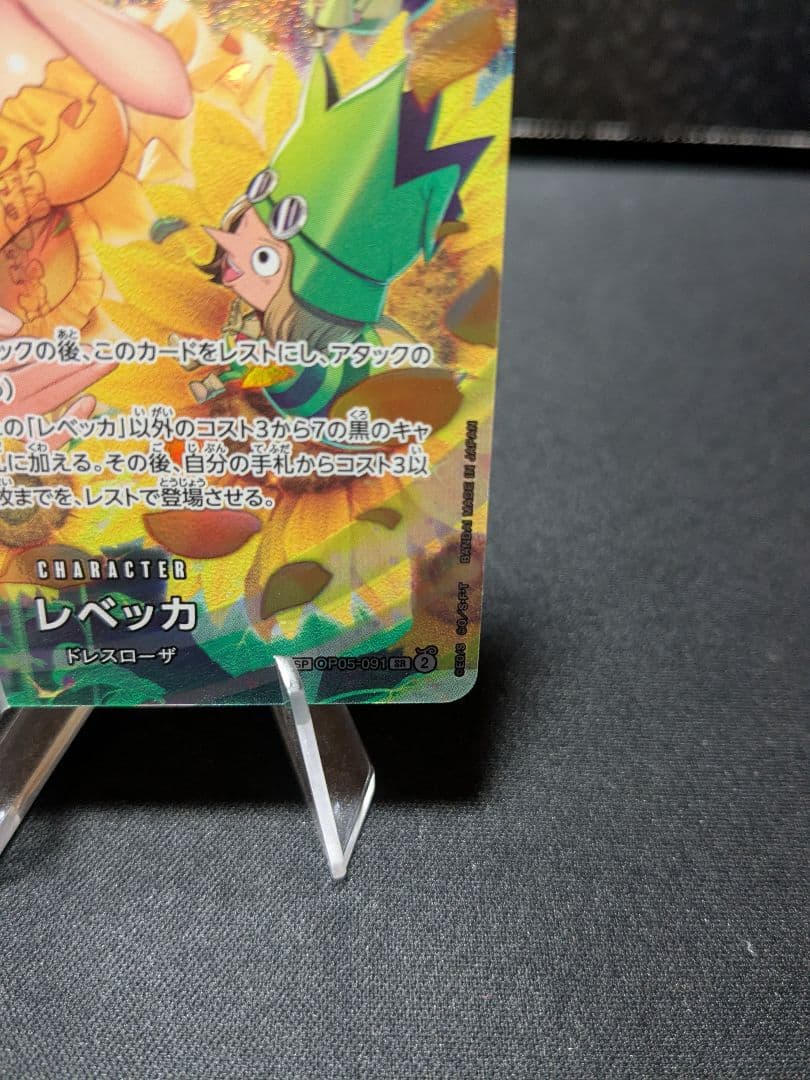 ックの後、このカードをレストにし、アタックの
)
の「レベッカ」以外のコスト3から7の黒のキャ
札に加える。その後、自分の手札からコスト3以
枚までを、レストで登場させる。
CHARACTER
レベッカ
ドレスローザ
SP OP05-091 SR 2
BANDAI MADE IN JAPAN